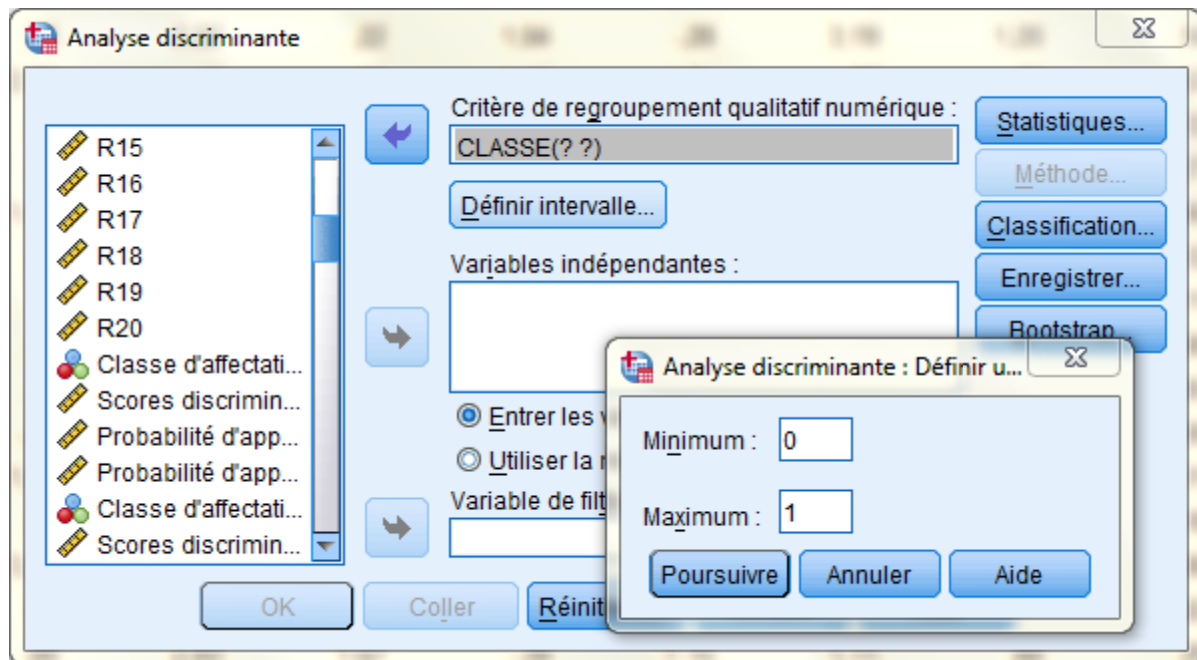 Analyse discriminante
R15
R16
R17
R18
R19
R20
Classe d'affectati...
Scores discrimin...
Probabilité d'app...
Probabilité d'app...
Classe d'affectati...
Scores discrimin...
Critère de regroupement qualitatif numérique :
CLASSE(? ?)
Définir intervalle...
Variables indépendantes :
Entrer les v
Utiliser la
Variable de filt
Statistiques...
Méthode...
Classification...
Enregistrer...
Bootstrap...
OK
Coller
Réinit
Analyse discriminante : Définir u...
Minimum : 0
Maximum : 1
Poursuivre
Annuler
Aide